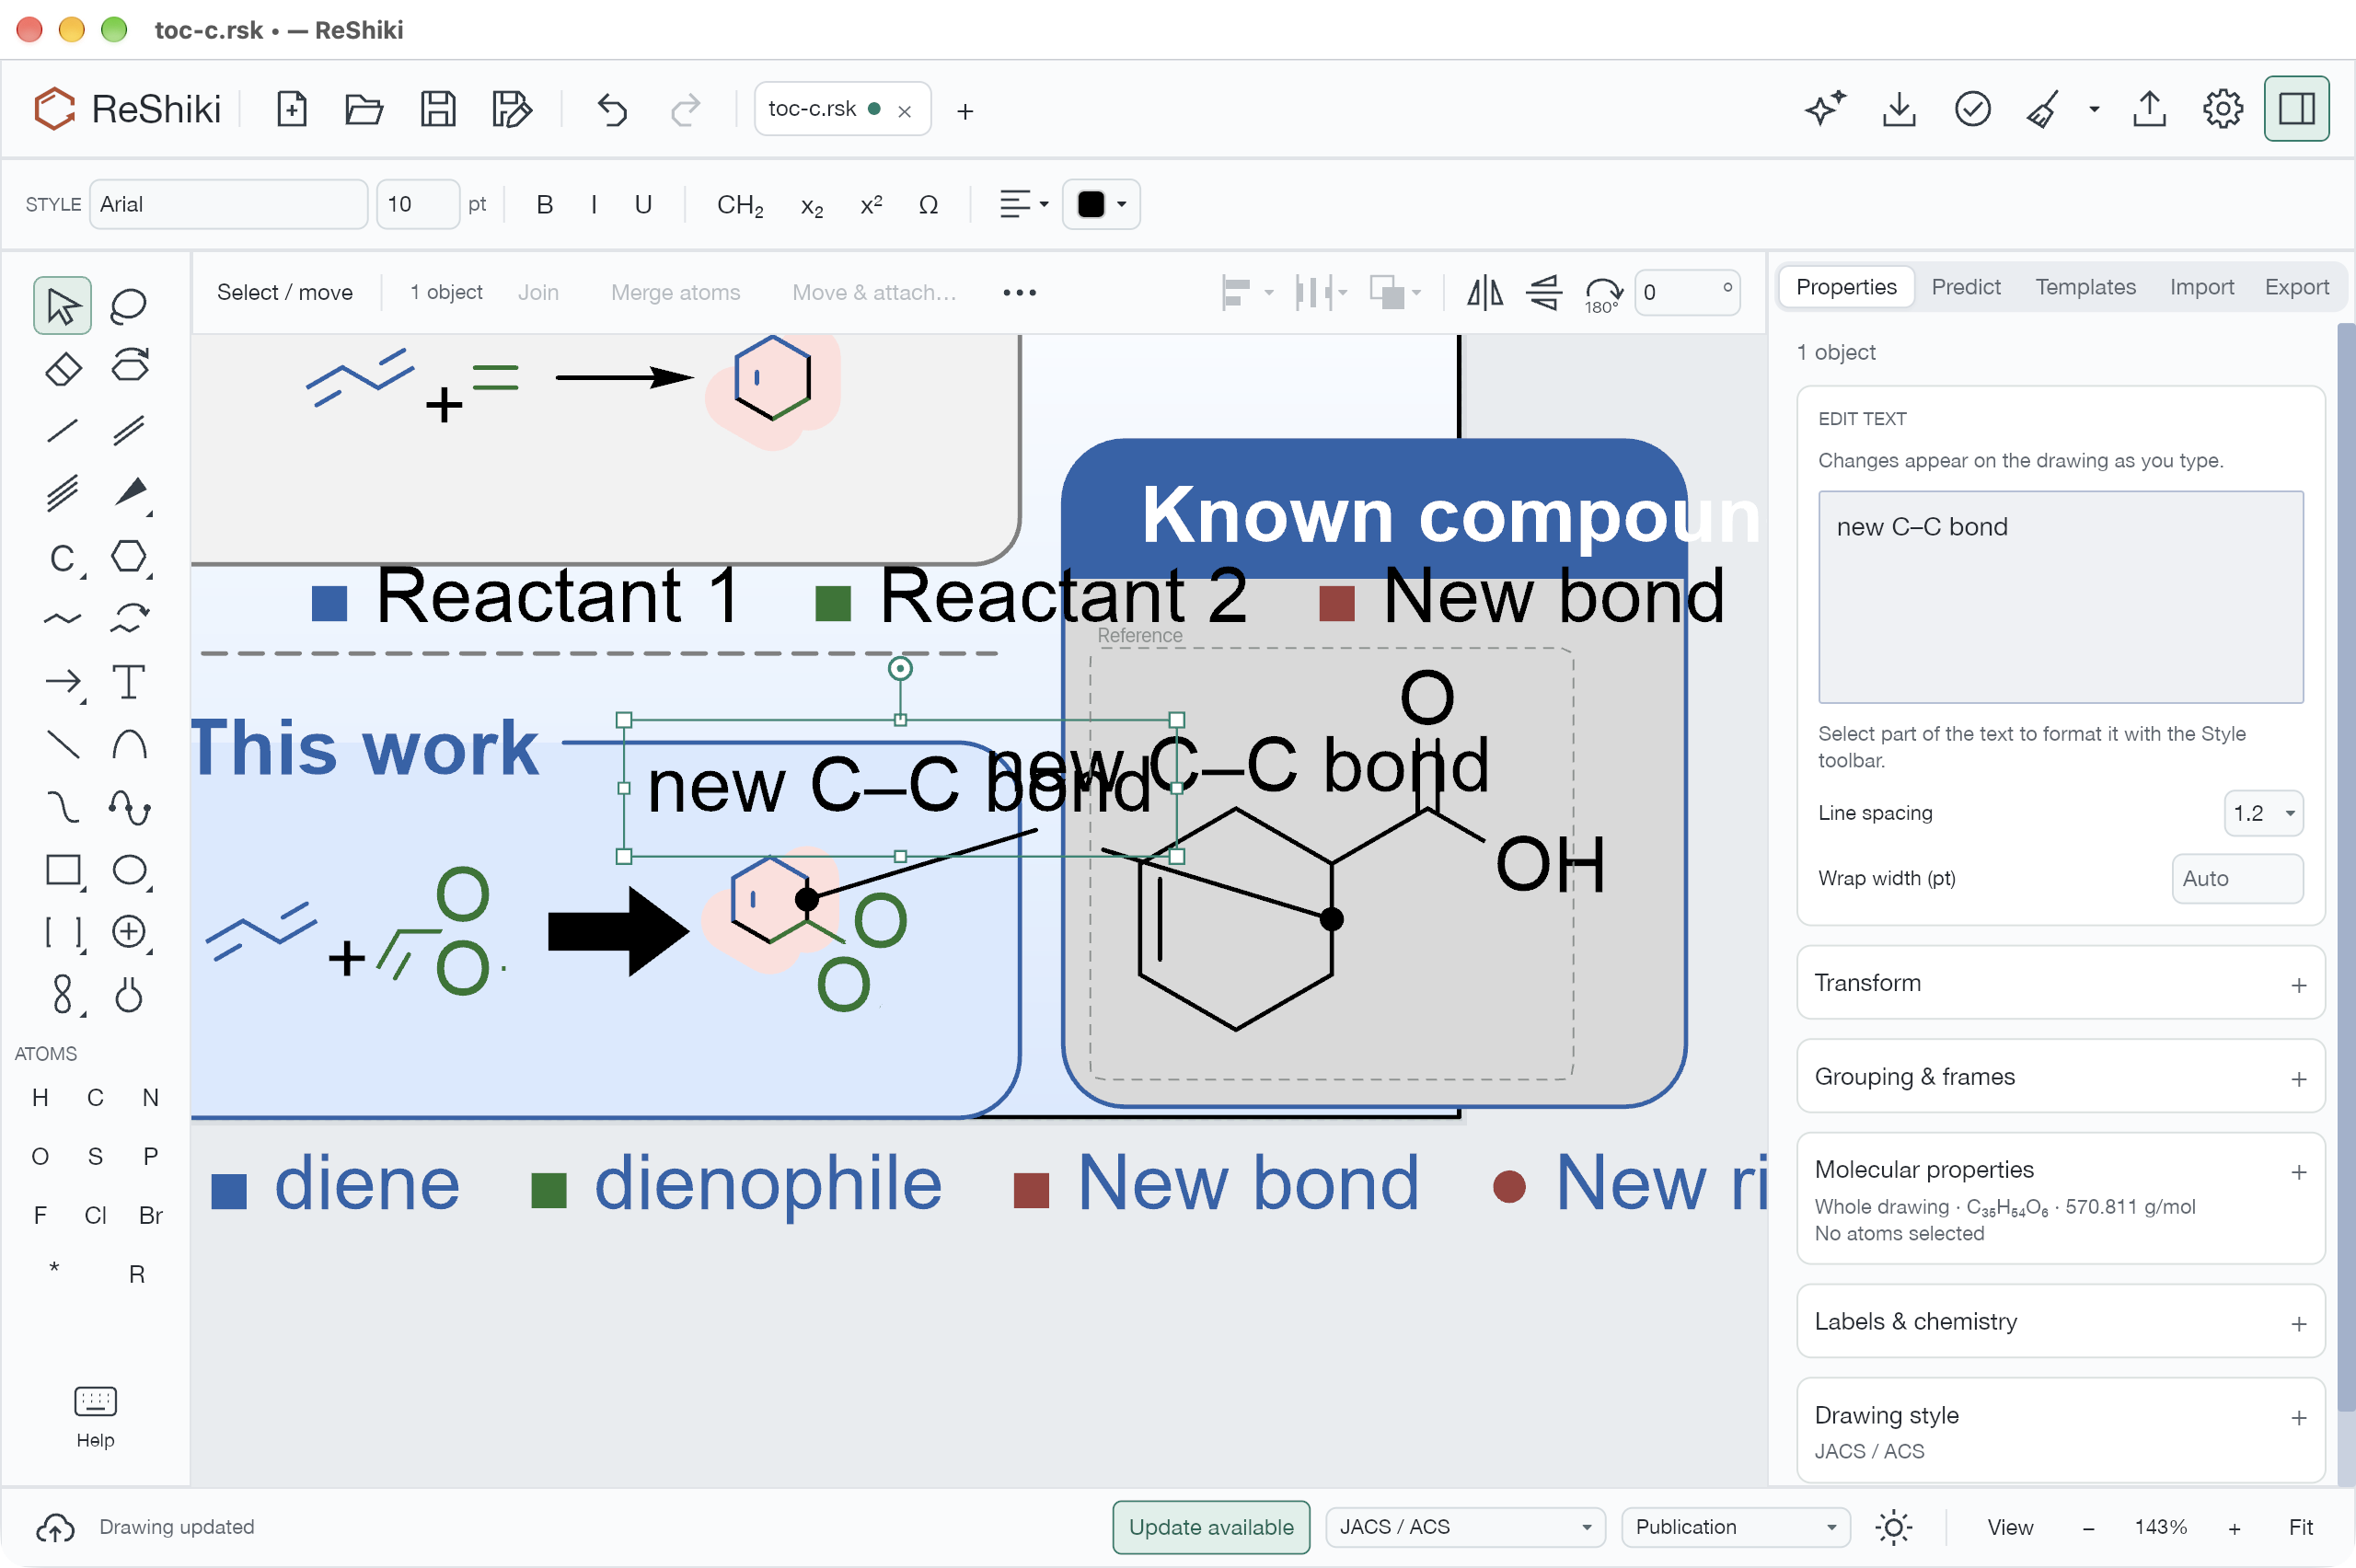 toc-c.rsk • — ReShiki
ReShiki
toc-c.rsk ×
+
STYLE
Arial
10
pt
B I U
CH₂ x₂ x² Ω
Select / move
1 object
Join
Merge atoms
Move & attach...
180°
0 °
Properties
Predict
Templates
Import
Export
1 object
EDIT TEXT
Changes appear on the drawing as you type.
new C–C bond
Select part of the text to format it with the Style
toolbar.
Line spacing
1.2
Wrap width (pt)
Auto
Transform
+
Grouping & frames
+
Molecular properties
+
Whole drawing · C₃₅H₅₄O₆ · 570.811 g/mol
No atoms selected
Labels & chemistry
+
Drawing style
+
JACS / ACS
C
T
[ ]
ATOMS
H C N
O S P
F Cl Br
* R
Help
+
Known compoun
Reactant 1
Reactant 2
New bond
Reference
This work
new C–C bond
new C–C bond
O
OH
O
+
O
O
O
diene
dienophile
New bond
New ri
Drawing updated
Update available
JACS / ACS
Publication
View
–
143%
+
Fit